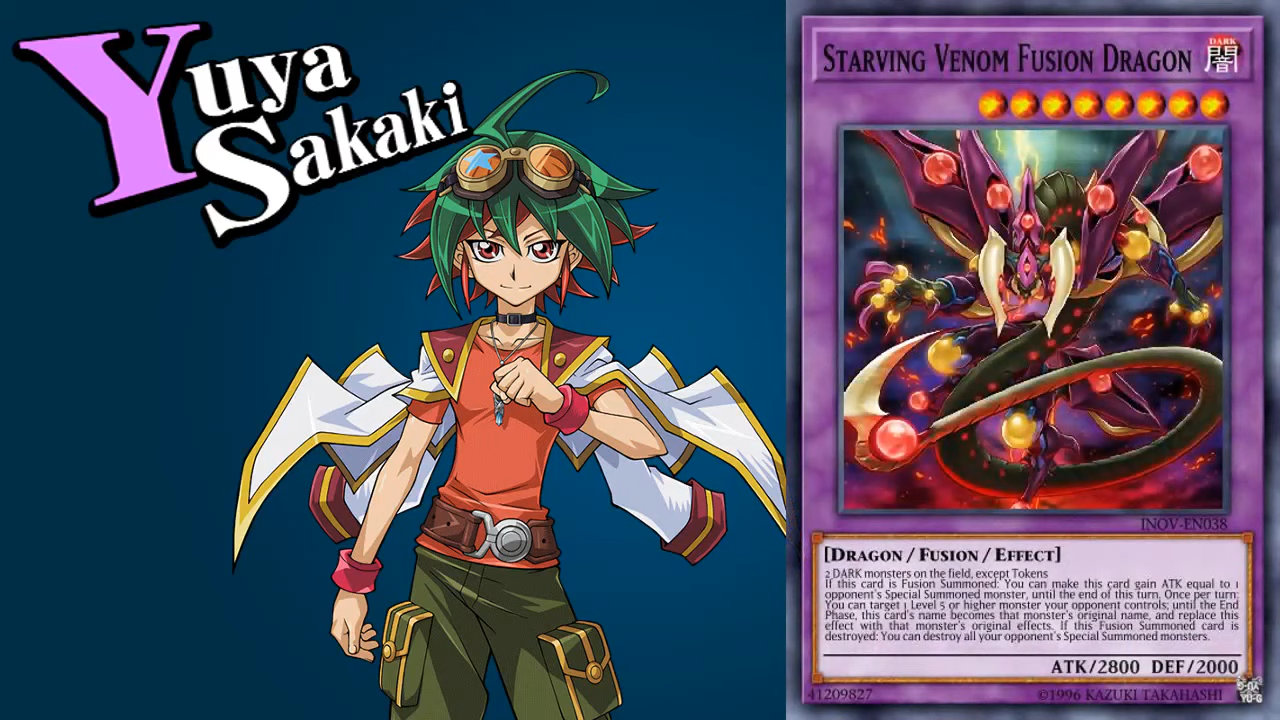 Yuya
Sakaki
STARVING VENOM FUSION DRAGON
DARK
闇
INOV-EN038
[DRAGON / FUSION / EFFECT]
2 DARK monsters on the field, except Tokens
If this card is Fusion Summoned: You can make this card gain ATK equal to 1
opponent's Special Summoned monster, until the end of this turn. Once per turn:
You can target 1 Level 5 or higher monster your opponent controls; until the End
Phase, this card's name becomes that monster's original name, and replace this
effect with that monster's original effects. If this Fusion Summoned card is
destroyed: You can destroy all your opponent's Special Summoned monsters.
ATK/2800 DEF/2000
41209827
©1996 KAZUKI TAKAHASHI